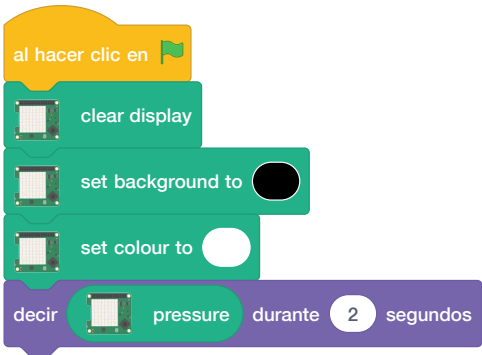 al hacer clic en
clear display
set background to
set colour to
decir pressure durante 2 segundos